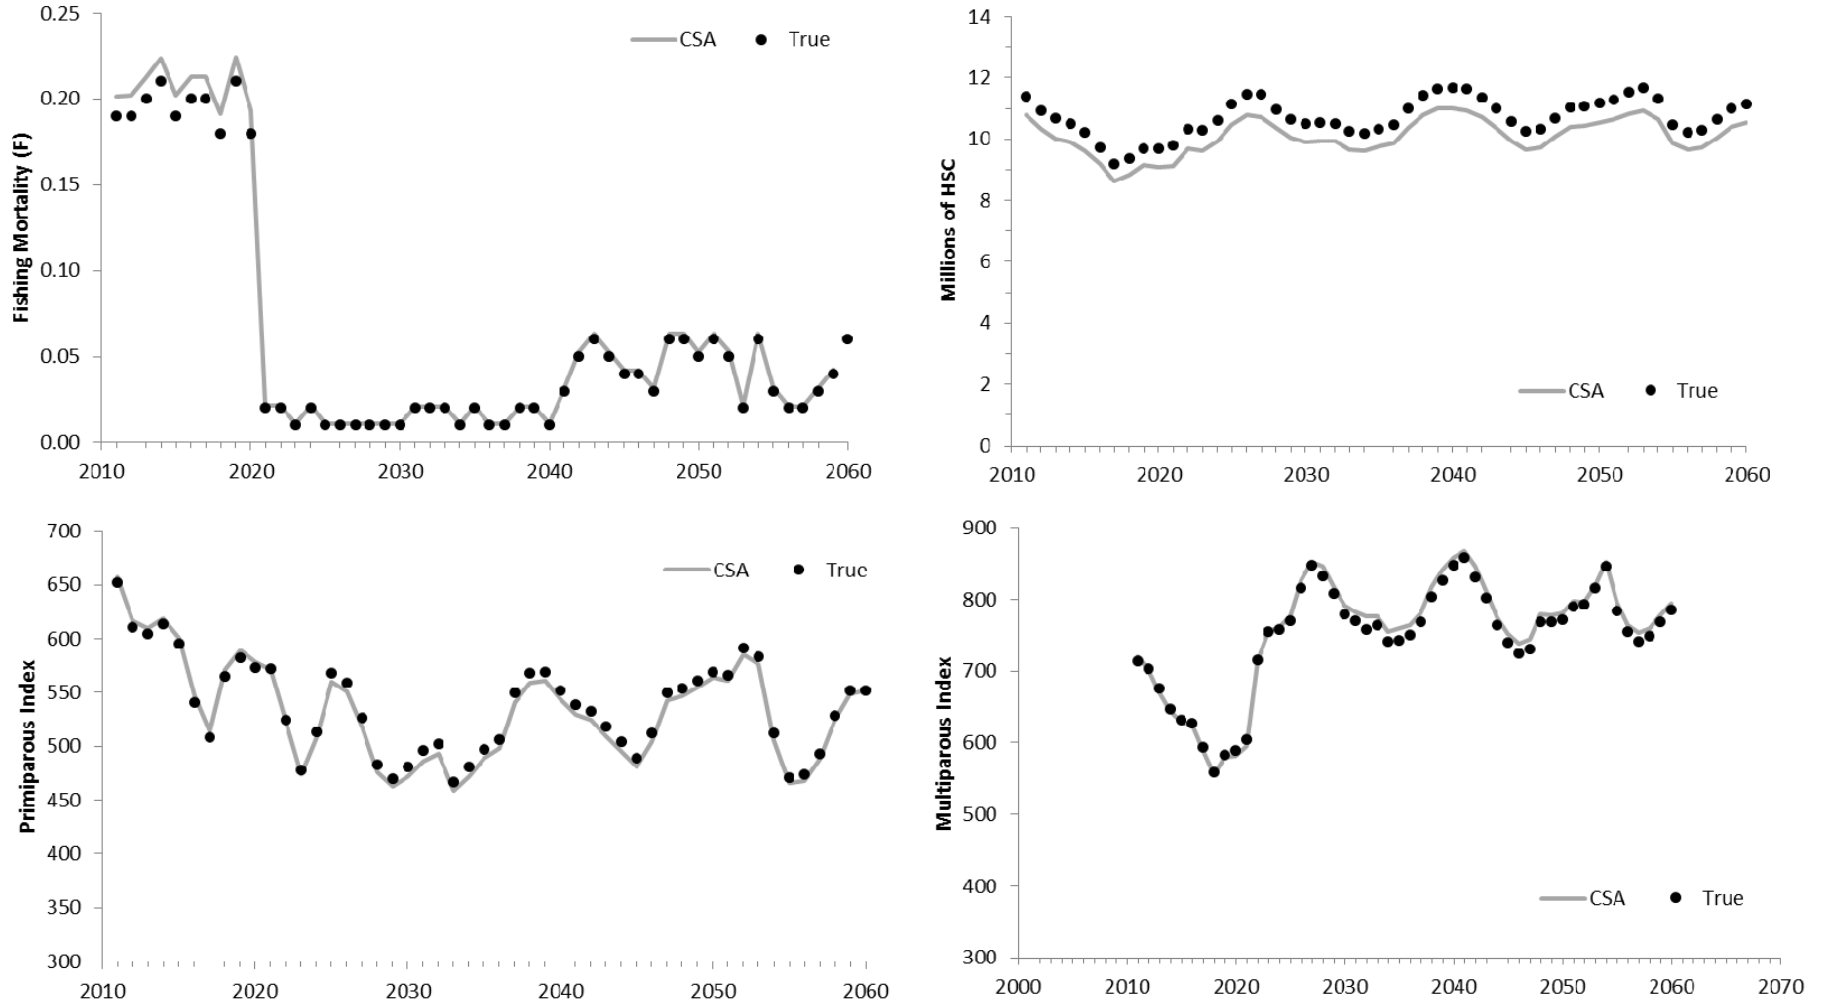 0.25
0.20
0.15
0.10
0.05
0.00
Fishing Mortality (F)
CSA True
2010 2020 2030 2040 2050 2060
14
12
10
8
6
4
2
0
Millions of HSC
CSA True
2010 2020 2030 2040 2050 2060
700
650
600
550
500
450
400
350
300
Primiparous Index
CSA True
2010 2020 2030 2040 2050 2060
900
800
700
600
500
400
300
Multiparous Index
CSA True
2000 2010 2020 2030 2040 2050 2060 2070